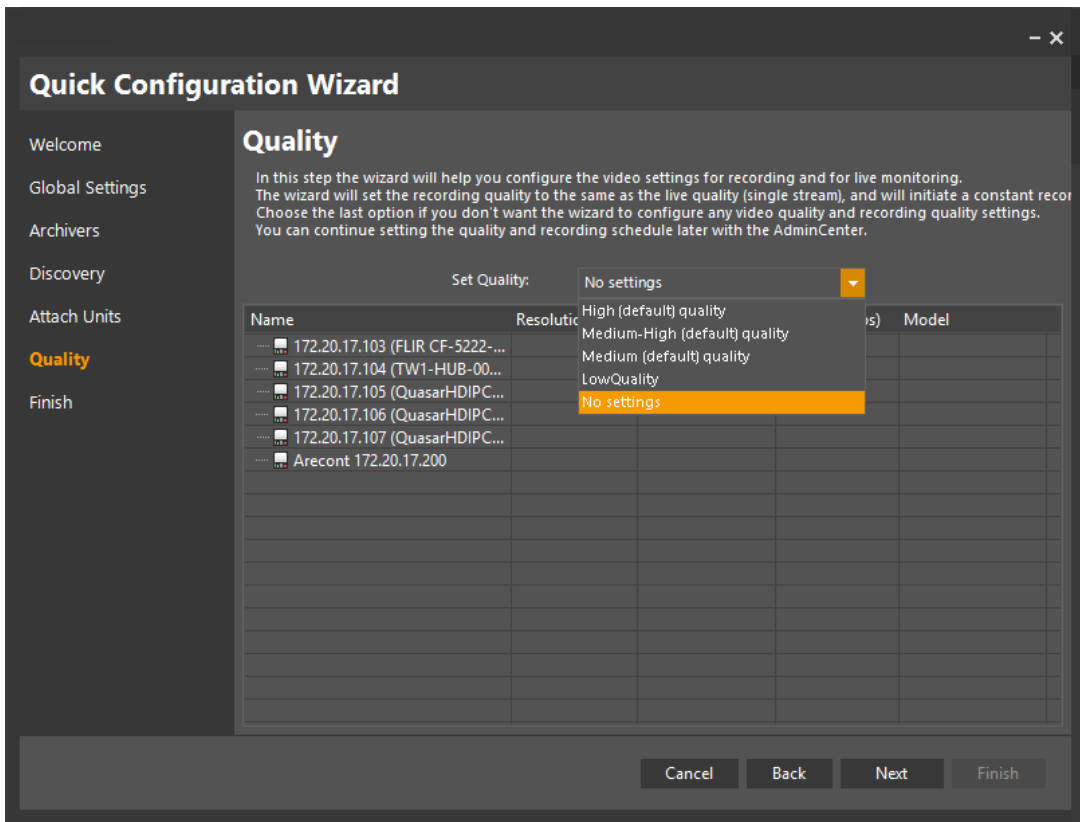 Quick Configuration Wizard
Welcome
Global Settings
Archivers
Discovery
Attach Units
Quality
Finish
Quality
In this step the wizard will help you configure the video settings for recording and for live monitoring.
The wizard will set the recording quality to the same as the live quality (single stream), and will initiate a constant recor
Choose the last option if you don't want the wizard to configure any video quality and recording quality settings.
You can continue setting the quality and recording schedule later with the AdminCenter.
Set Quality: No settings
High (default) quality
Medium-High (default) quality
Medium (default) quality
LowQuality
No settings
Name Resolutio s) Model
172.20.17.103 (FLIR CF-5222-...
172.20.17.104 (TW1-HUB-00...
172.20.17.105 (QuasarHDIPC...
172.20.17.106 (QuasarHDIPC...
172.20.17.107 (QuasarHDIPC...
Arecont 172.20.17.200
Cancel Back Next Finish